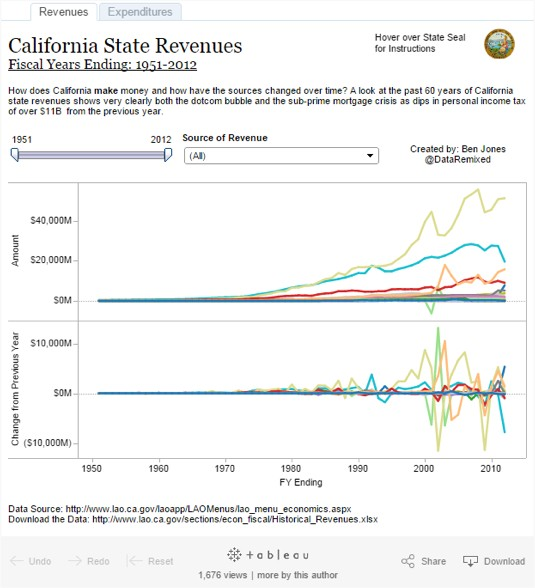 Revenues
Expenditures
California State Revenues
Fiscal Years Ending: 1951-2012
Hover over State Seal
for Instructions
How does California make money and how have the sources changed over time? A look at the past 60 years of California
state revenues shows very clearly both the dotcom bubble and the sub-prime mortgage crisis as dips in personal income tax
of over $11B from the previous year.
1951
2012
Source of Revenue
(All)
Created by: Ben Jones
@DataRemixed
Amount
$40,000M
$20,000M
$0M
Change from Previous Year
$10,000M
$0M
($10,000M)
1950 1960 1970 1980 1990 2000 2010
FY Ending
Data Source: http://www.lao.ca.gov/laoapp/LAOMenus/lao_menu_economics.aspx
Download the Data: http://www.lao.ca.gov/sections/econ_fiscal/Historical_Revenues.xlsx
Undo Redo Reset
tableau
1,676 views | more by this author
Share Download